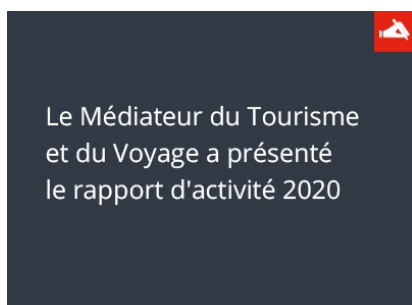 Le Médiateur du Tourisme
et du Voyage a présenté
le rapport d'activité 2020